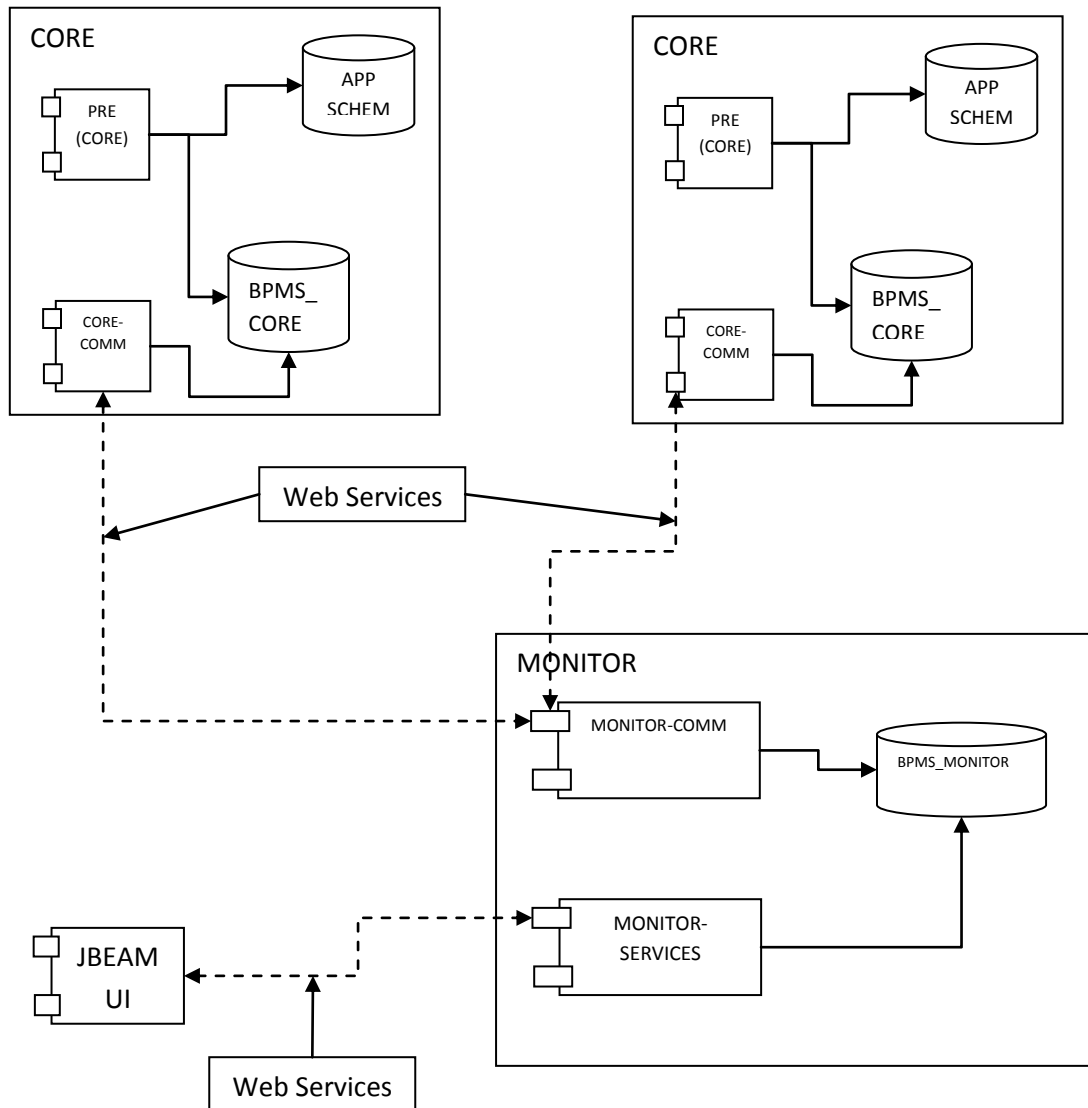 CORE
PRE
(CORE)
APP
SCHEM
BPMS_
CORE
CORE-
COMM
CORE
PRE
(CORE)
APP
SCHEM
BPMS_
CORE
CORE-
COMM
Web Services
MONITOR
MONITOR-COMM
BPMS_MONITOR
MONITOR-
SERVICES
JBEAM
UI
Web Services